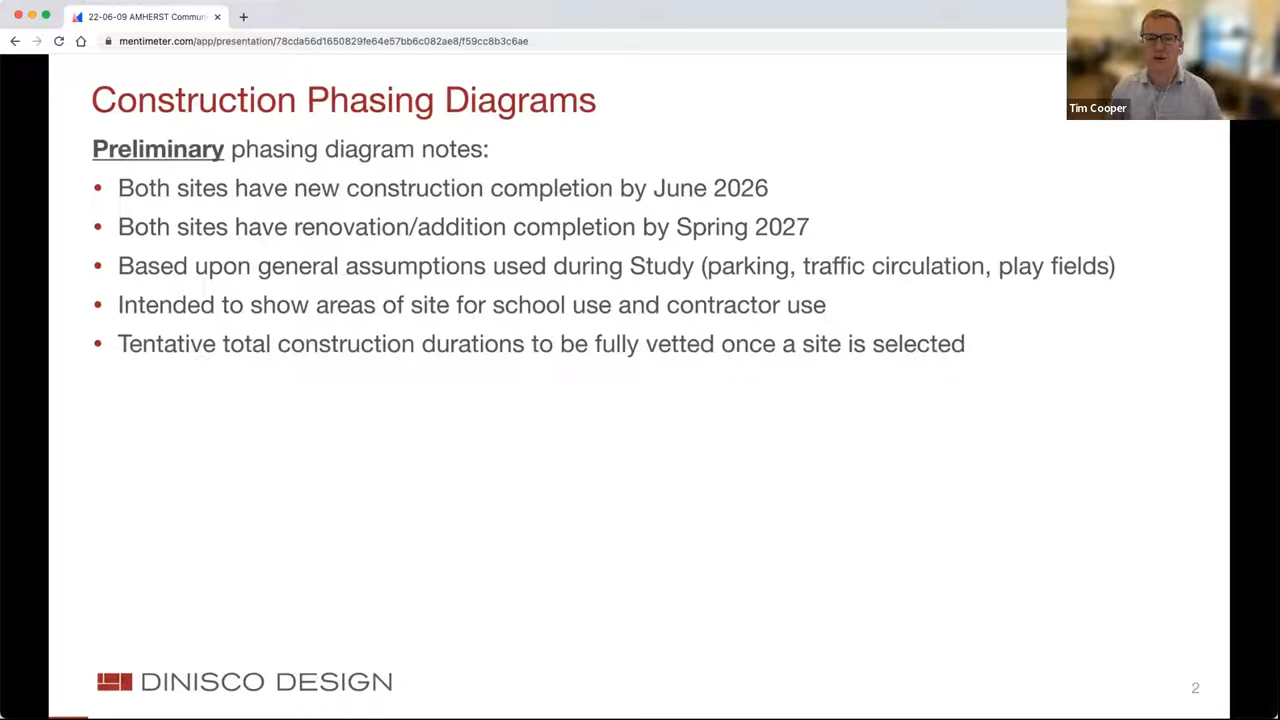 22-06-09 AMHERST Commun
mentimeter.com/app/presentation/78cda56d1650829fe64e57bb6c082ae8/f59cc8b3c6ae
Tim Cooper
Construction Phasing Diagrams
Preliminary phasing diagram notes:
• Both sites have new construction completion by June 2026
• Both sites have renovation/addition completion by Spring 2027
• Based upon general assumptions used during Study (parking, traffic circulation, play fields)
• Intended to show areas of site for school use and contractor use
• Tentative total construction durations to be fully vetted once a site is selected
DINISCO DESIGN
2